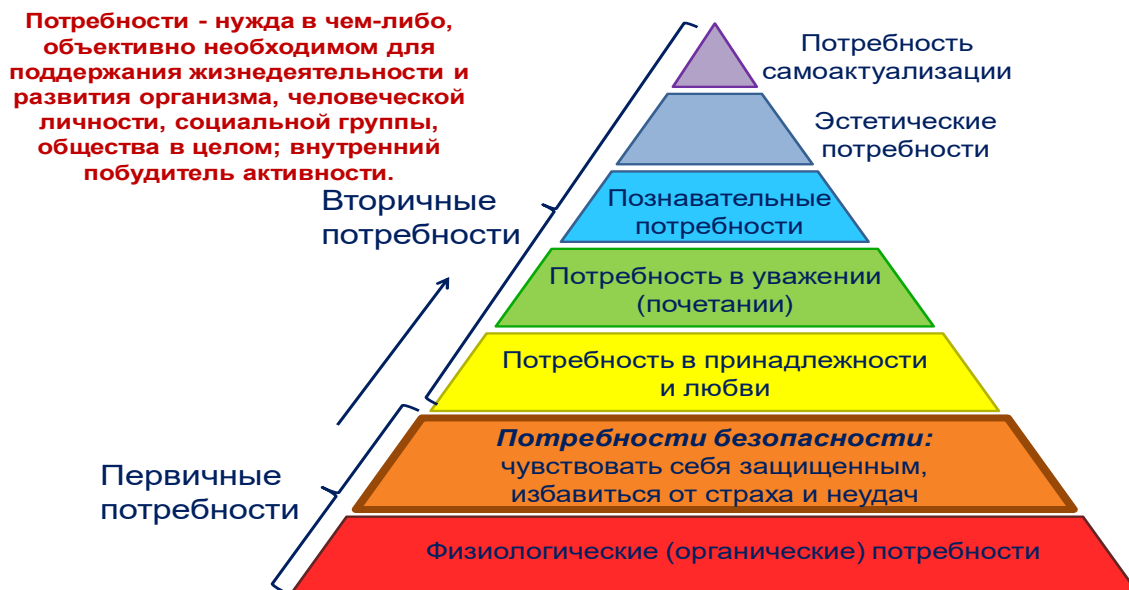 Потребности - нужда в чем-либо,
объективно необходимом для
поддержания жизнедеятельности и
развития организма, человеческой
личности, социальной группы,
общества в целом; внутренний
побудитель активности.
Потребность
самоактуализации
Эстетические
потребности
Вторичные
потребности
Познавательные
потребности
Потребность в уважении
(почетании)
Потребность в принадлежности
и любви
Первичные
потребности
Потребности безопасности:
чувствовать себя защищенным,
избавиться от страха и неудач
Физиологические (органические) потребности